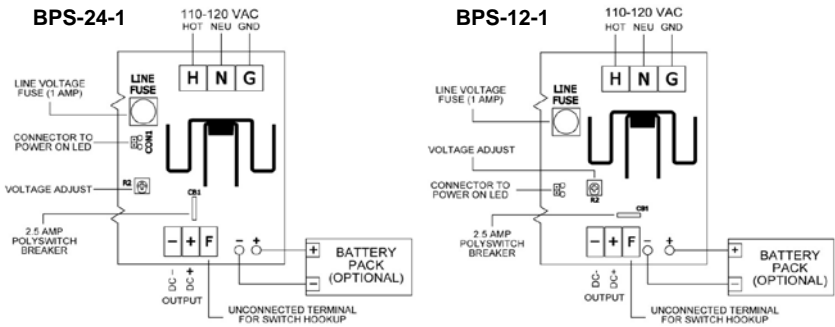 BPS-24-1
110-120 VAC
HOT NEU GND
H N G
LINE VOLTAGE
FUSE (1 AMP)
LINE
FUSE
CONNECTOR TO
POWER ON LED
CON1
VOLTAGE ADJUST
R2
CB1
2.5 AMP
POLYSWITCH
BREAKER
- + F - +
+
-
BATTERY
PACK
(OPTIONAL)
DC -
DC +
OUTPUT
UNCONNECTED TERMINAL
FOR SWITCH HOOKUP
BPS-12-1
110-120 VAC
HOT NEU GND
H N G
LINE VOLTAGE
FUSE (1 AMP)
LINE
FUSE
VOLTAGE ADJUST
CONNECTOR TO
POWER ON LED
R2
CB1
2.5 AMP
POLYSWITCH
BREAKER
- + F - +
+
-
BATTERY
PACK
(OPTIONAL)
DC-
DC+
OUTPUT
UNCONNECTED TERMINAL
FOR SWITCH HOOKUP